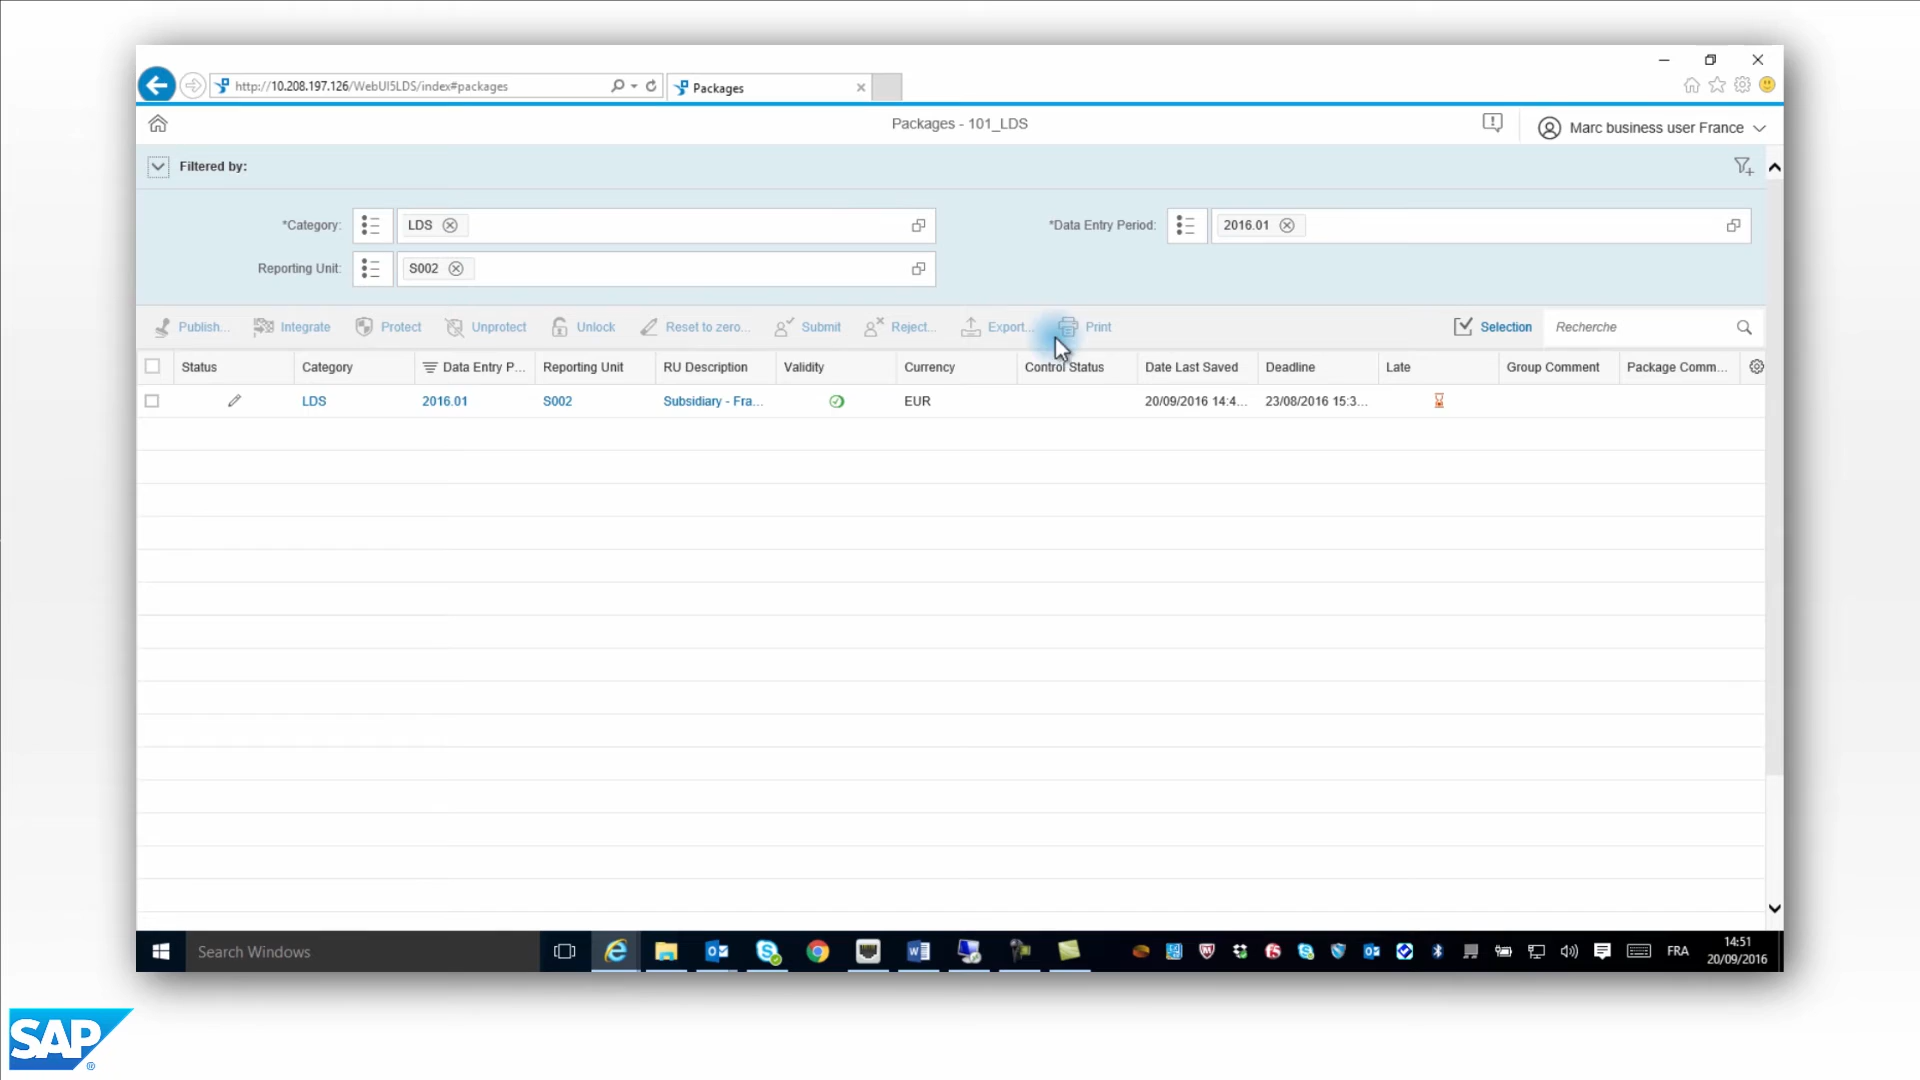 http://10.208.197.126/WebUI5LDS/index#packages
Packages
Packages - 101_LDS
Marc business user France
Filtered by:
*Category: LDS
*Data Entry Period: 2016.01
Reporting Unit: S002
Publish... Integrate Protect Unprotect Unlock Reset to zero... Submit Reject... Export... Print Selection Recherche
Status Category Data Entry P... Reporting Unit RU Description Validity Currency Control Status Date Last Saved Deadline Late Group Comment Package Comm...
LDS 2016.01 S002 Subsidiary - Fra... EUR 20/09/2016 14:4... 23/08/2016 15:3...
Search Windows
FRA
14:51
20/09/2016
SAP®